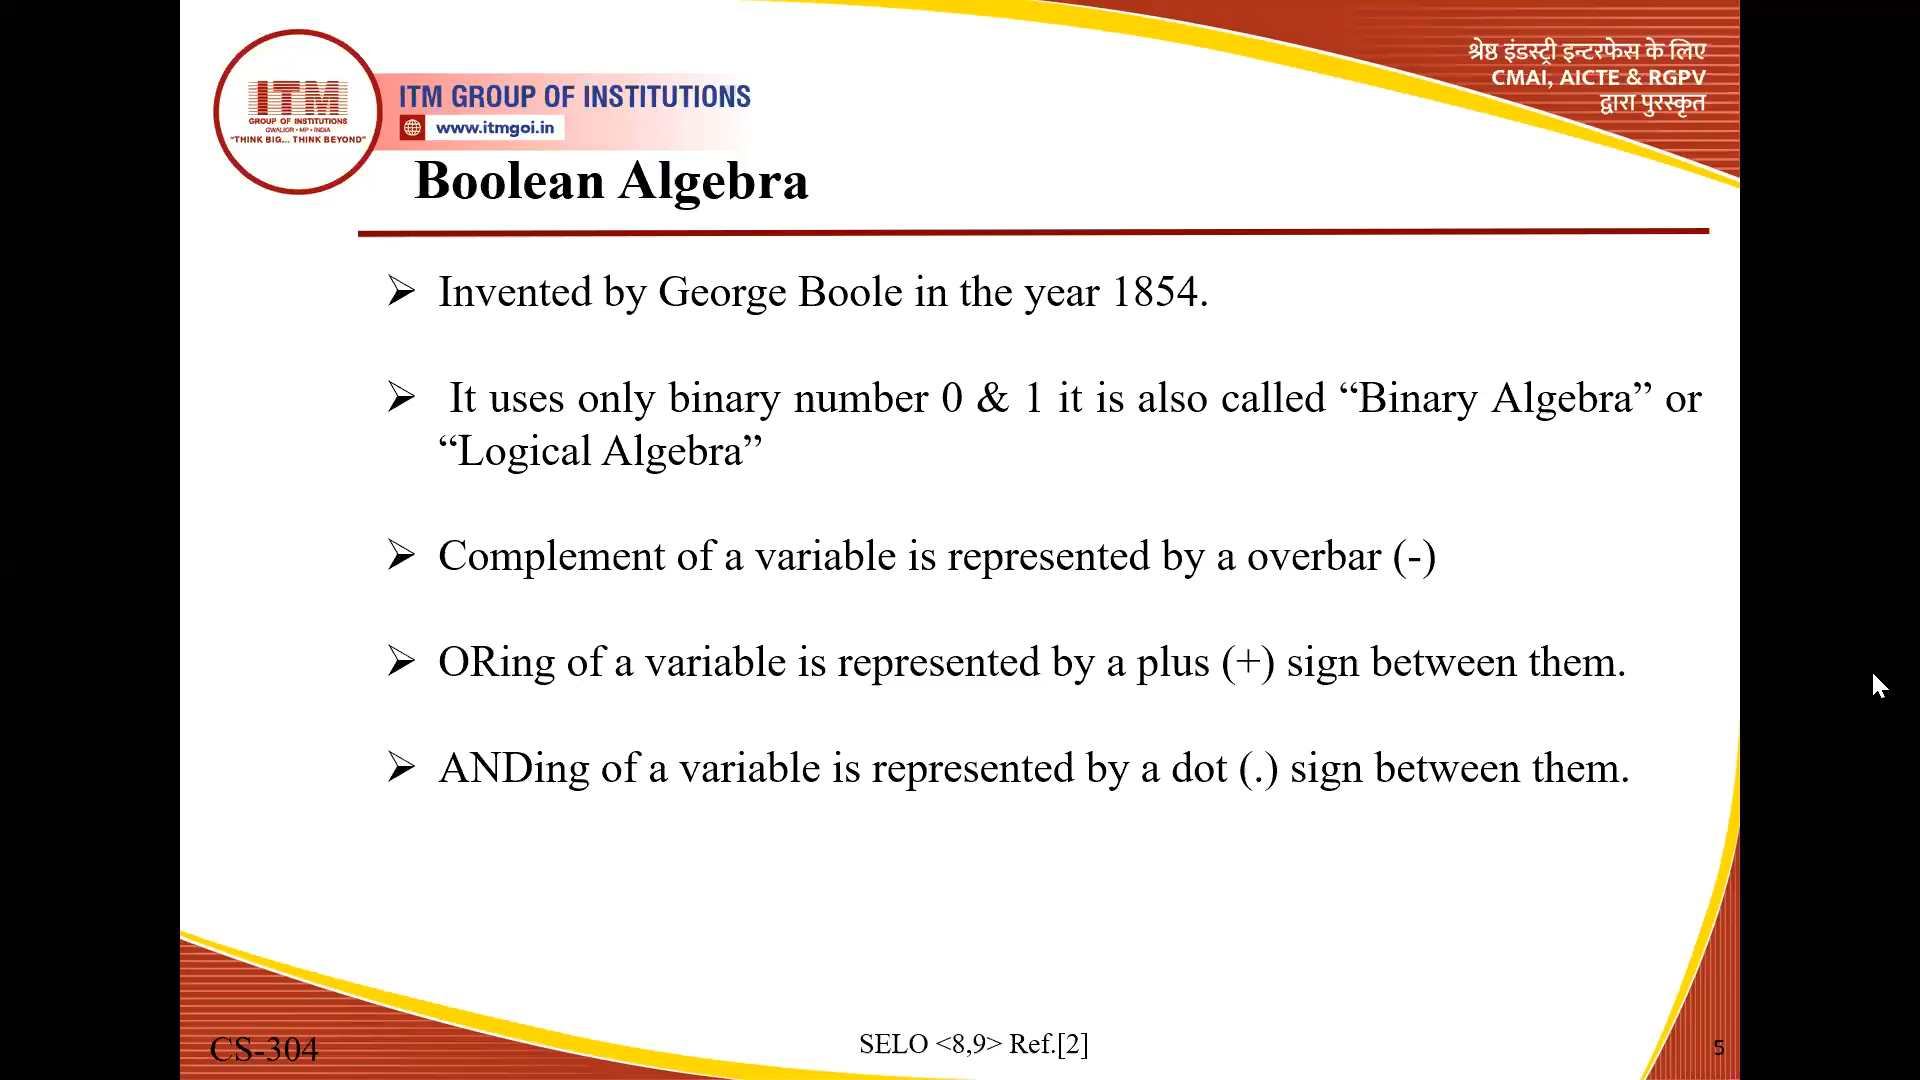 ITM
GROUP OF INSTITUTIONS
GWALIOR • MP • INDIA
"THINK BIG... THINK BEYOND"
ITM GROUP OF INSTITUTIONS
www.itmgoi.in
श्रेष्ठ इंडस्ट्री इन्टरफेस के लिए
CMAI, AICTE & RGPV
द्वारा पुरस्कृत
Boolean Algebra
➢ Invented by George Boole in the year 1854.
➢ It uses only binary number 0 & 1 it is also called “Binary Algebra” or
“Logical Algebra”
➢ Complement of a variable is represented by a overbar (-)
➢ ORing of a variable is represented by a plus (+) sign between them.
➢ ANDing of a variable is represented by a dot (.) sign between them.
CS-304
SELO <8,9> Ref.[2]
5